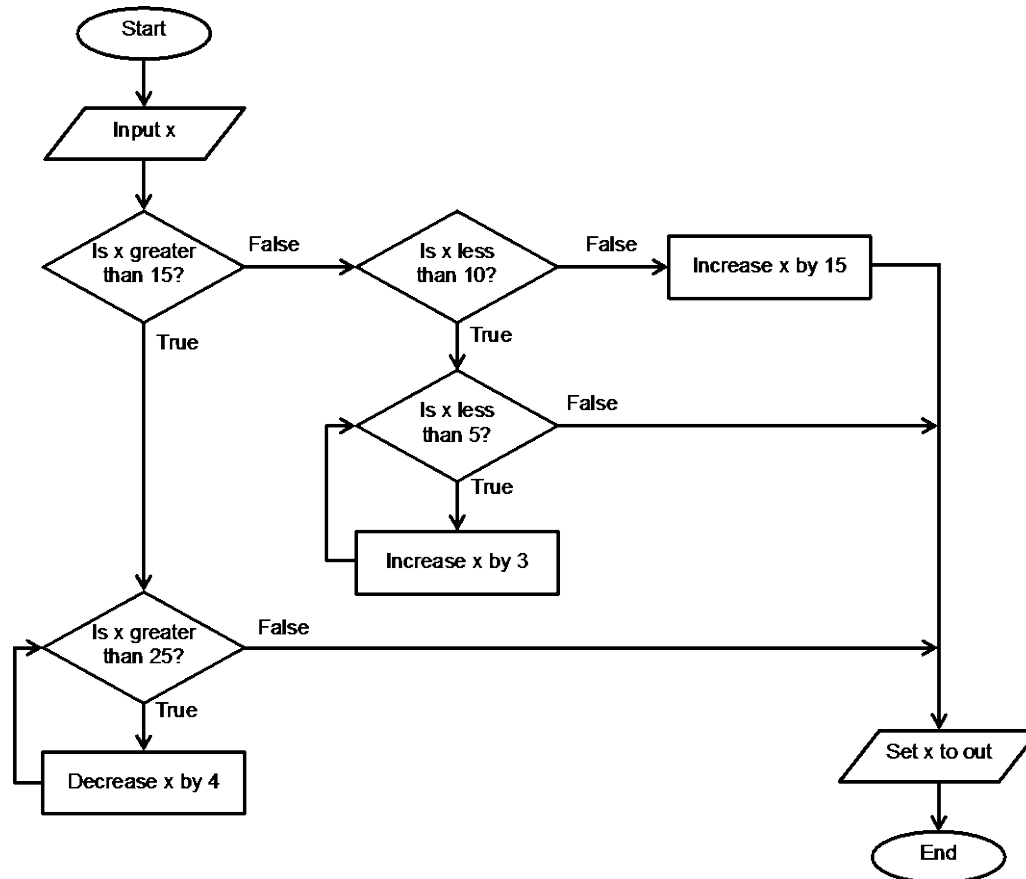 Start
Input x
Is x greater
than 15?
False
Is x less
than 10?
False
Increase x by 15
True
True
Is x less
than 5?
False
True
Increase x by 3
Is x greater
than 25?
False
True
Decrease x by 4
Set x to out
End